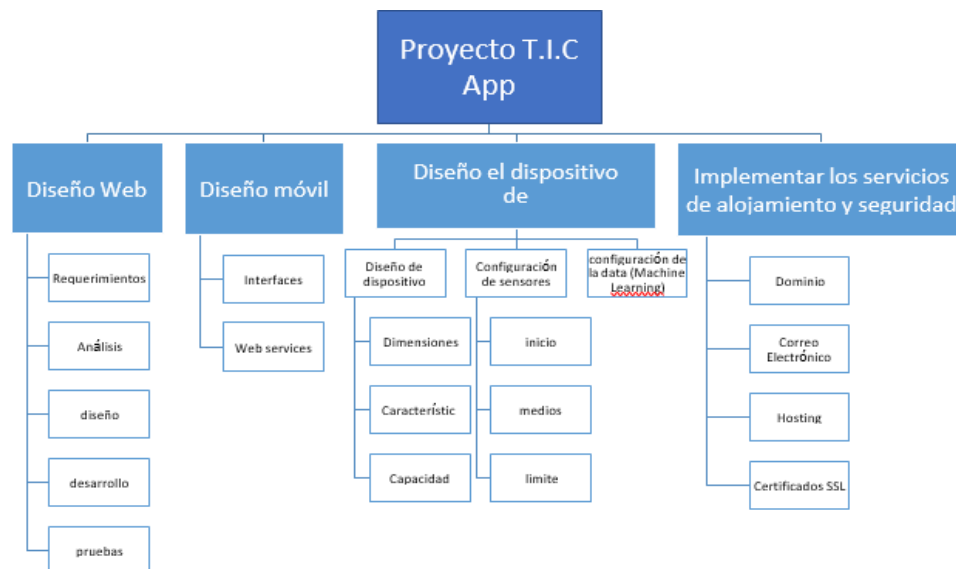 Proyecto T.I.C
App
Diseño Web
Diseño móvil
Diseño el dispositivo
de
Implementar los servicios
de alojamiento y seguridad
Requerimientos
Análisis
diseño
desarrollo
pruebas
Interfaces
Web services
Diseño de
dispositivo
Dimensiones
Característic
Capacidad
Configuración
de sensores
inicio
medios
limite
configuración de
la data (Machine
Learning)
Dominio
Correo
Electrónico
Hosting
Certificados SSL